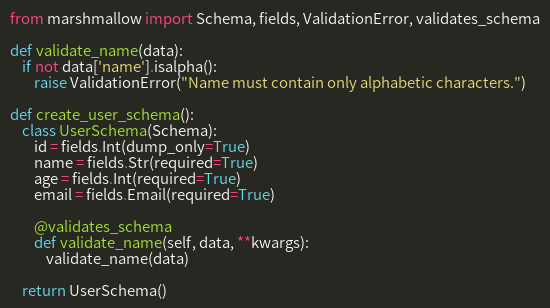 from marshmallow import Schema, fields, ValidationError, validates_schema

def validate_name(data):
    if not data['name'].isalpha():
        raise ValidationError("Name must contain only alphabetic characters.")

def create_user_schema():
    class UserSchema(Schema):
        id = fields.Int(dump_only=True)
        name = fields.Str(required=True)
        age = fields.Int(required=True)
        email = fields.Email(required=True)

        @validates_schema
        def validate_name(self, data, **kwargs):
            validate_name(data)

    return UserSchema()